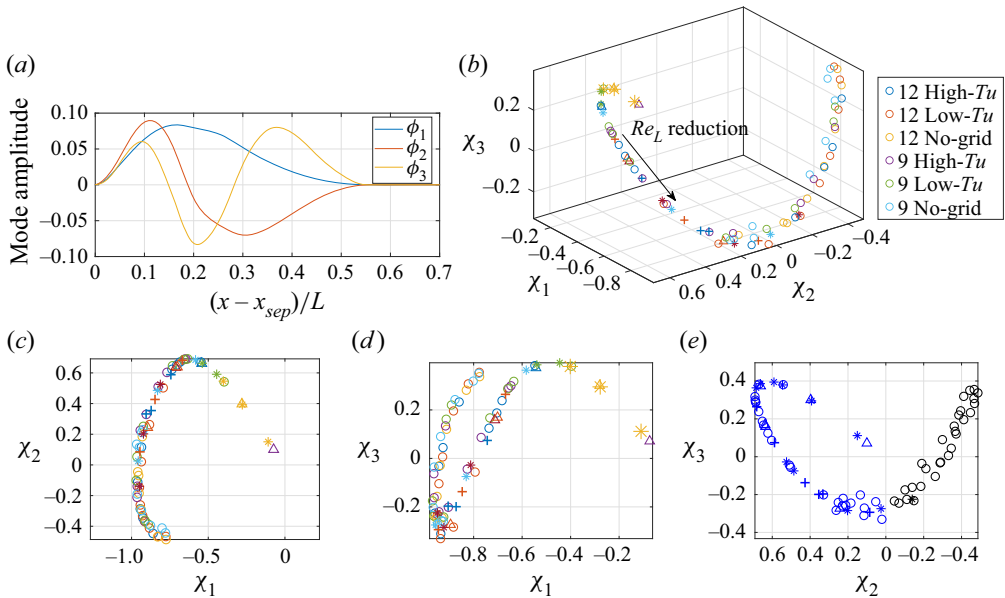 (a)
Mode amplitude
0.10
0.05
0
−0.05
−0.10
ϕ1
ϕ2
ϕ3
0 0.1 0.2 0.3 0.4 0.5 0.6 0.7
(x − xsep)/L
(b)
χ3
0.2
0
−0.2
ReL reduction
−0.2
−0.4
−0.6
−0.8
χ1
0.6 0.4 0.2 0 −0.2 −0.4
χ2
12 High-Tu
12 Low-Tu
12 No-grid
9 High-Tu
9 Low-Tu
9 No-grid
(c)
χ2
0.6
0.4
0.2
0
−0.2
−0.4
−1.0 −0.5 0
χ1
(d)
χ3
0.2
0
−0.2
−0.8 −0.6 −0.4 −0.2
χ1
(e)
χ3
0.4
0.2
0
−0.2
−0.4
0.6 0.4 0.2 0 −0.2 −0.4
χ2